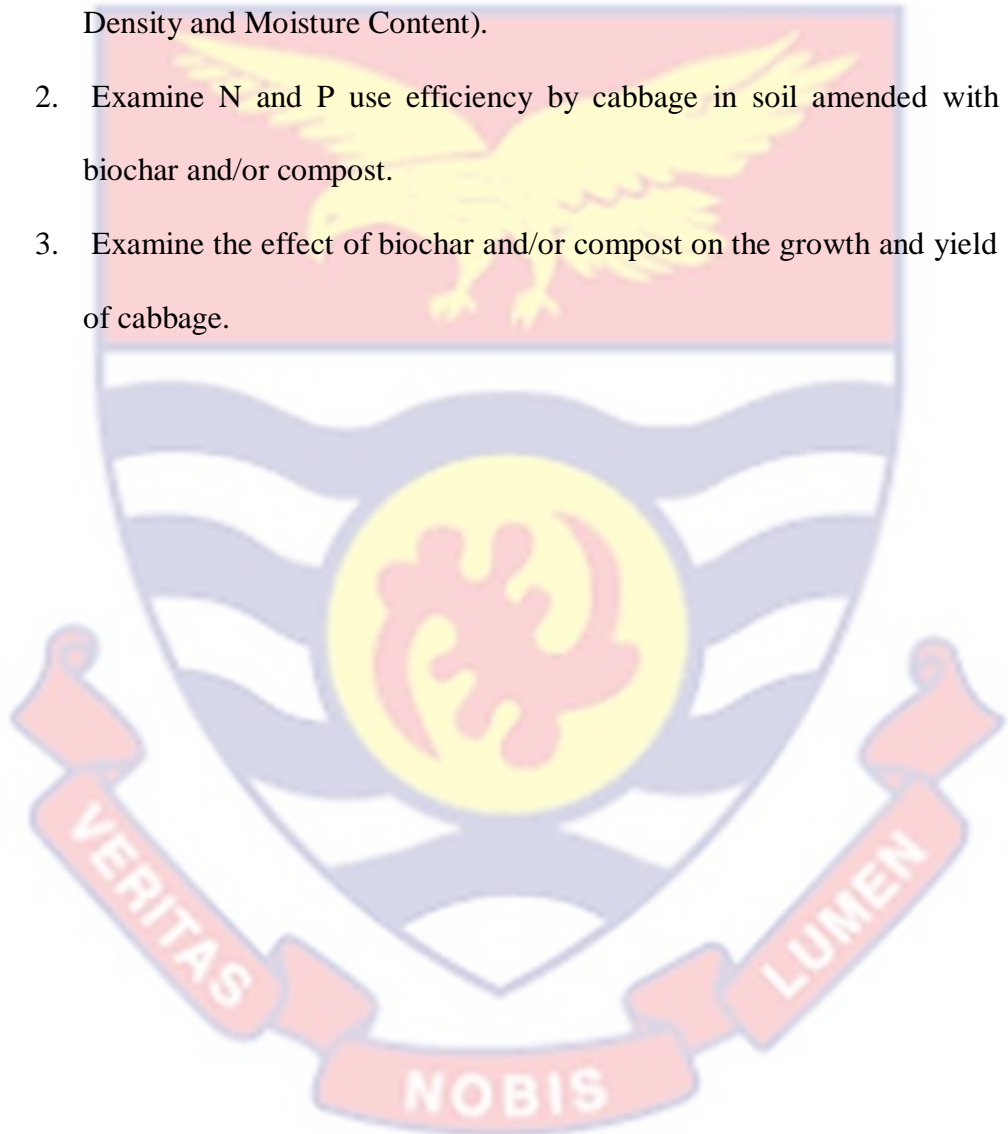 Density and Moisture Content).
2. Examine N and P use efficiency by cabbage in soil amended with
biochar and/or compost.
3. Examine the effect of biochar and/or compost on the growth and yield
of cabbage.
VERITAS
NOBIS
LUMEN